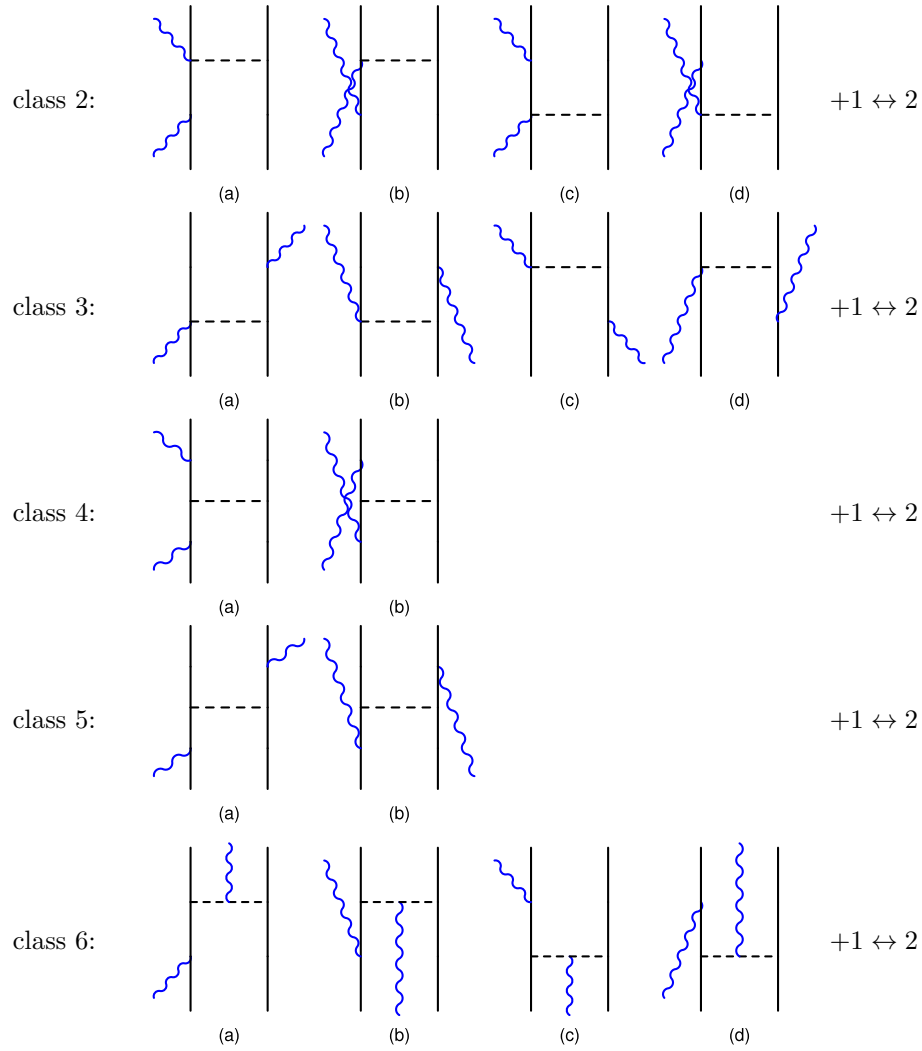 class 2: +1 ↔ 2
(a) (b) (c) (d)
class 3: +1 ↔ 2
(a) (b) (c) (d)
class 4: +1 ↔ 2
(a) (b)
class 5: +1 ↔ 2
(a) (b)
class 6: +1 ↔ 2
(a) (b) (c) (d)